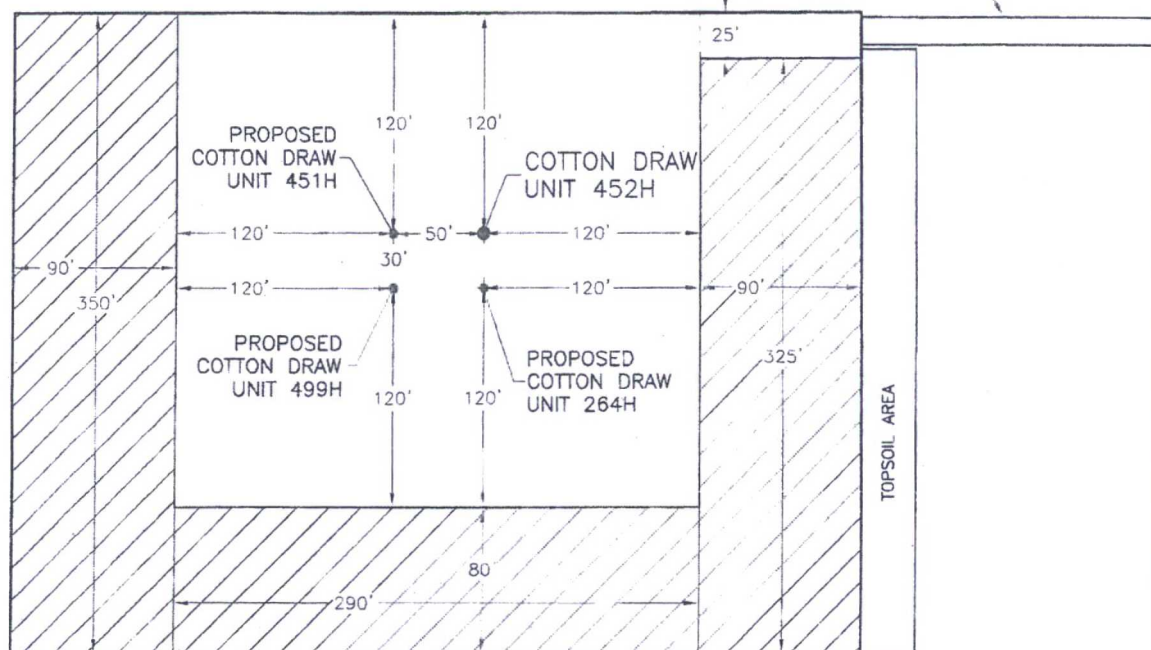 25'
120'
120'
PROPOSED
COTTON DRAW
UNIT 451H
COTTON DRAW
UNIT 452H
120'
50'
120'
30'
90'
350'
120'
120'
90'
PROPOSED
COTTON DRAW
UNIT 499H
PROPOSED
COTTON DRAW
UNIT 264H
325'
120'
120'
TOPSOIL AREA
80
290'